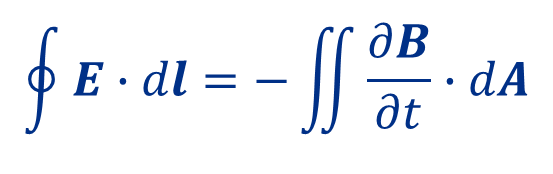 ∮ E · dl = − ∬ ∂B/∂t · dA